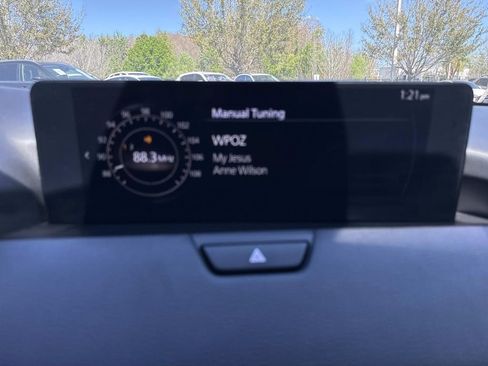 1:21 pm
Manual Tuning
WPOZ
My Jesus
Anne Wilson
88.3 MHz